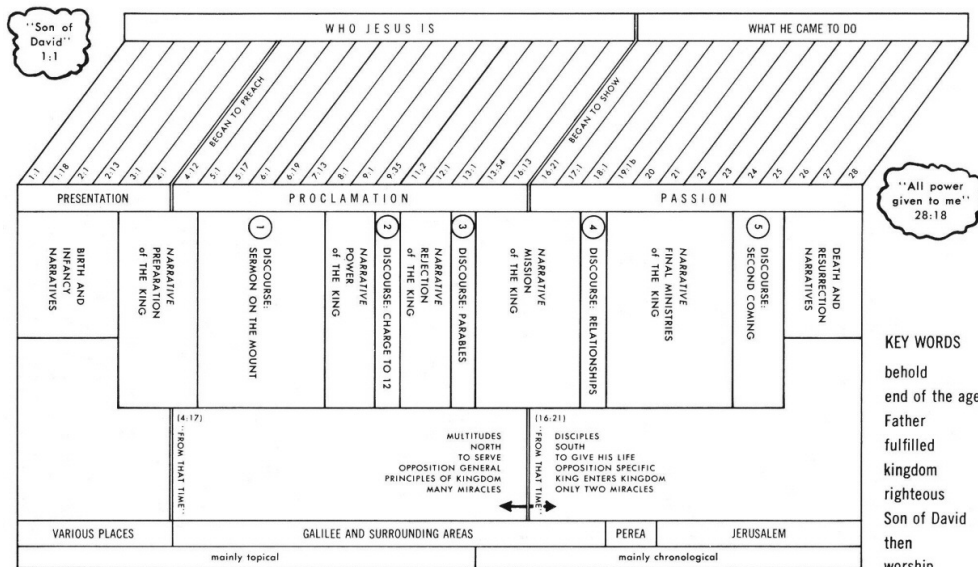 "Son of
David"
1:1
WHO JESUS IS
WHAT HE CAME TO DO
BEGAN TO PREACH
BEGAN TO SHOW
1:1
1:18
2:1
2:13
3:1
4:1
4:12
5:1
5:17
6:1
6:19
7:13
8:1
9:1
9:35
11:2
12:1
13:1
13:54
16:13
16:21
17:1
18:1
19:1b
20
21
22
23
24
25
26
27
28
"All power
given to me"
28:18
PRESENTATION
PROCLAMATION
PASSION
BIRTH AND
INFANCY
NARRATIVES
NARRATIVE
PREPARATION
of THE KING
1
DISCOURSE:
SERMON ON THE MOUNT
NARRATIVE
POWER
of THE KING
2
DISCOURSE: CHARGE TO 12
NARRATIVE
REJECTION
of THE KING
3
DISCOURSE: PARABLES
NARRATIVE
MISSION
of THE KING
4
DISCOURSE: RELATIONSHIPS
NARRATIVE
FINAL MINISTRIES
of THE KING
5
DISCOURSE:
SECOND COMING
DEATH AND
RESURRECTION
NARRATIVES
(4:17)
"FROM THAT TIME"
MULTITUDES
NORTH
TO SERVE
OPPOSITION GENERAL
PRINCIPLES OF KINGDOM
MANY MIRACLES
(16:21)
"FROM THAT TIME"
DISCIPLES
SOUTH
TO GIVE HIS LIFE
OPPOSITION SPECIFIC
KING ENTERS KINGDOM
ONLY TWO MIRACLES
VARIOUS PLACES
GALILEE AND SURROUNDING AREAS
PEREA
JERUSALEM
mainly topical
mainly chronological
KEY WORDS
behold
end of the age
Father
fulfilled
kingdom
righteous
Son of David
then
worship